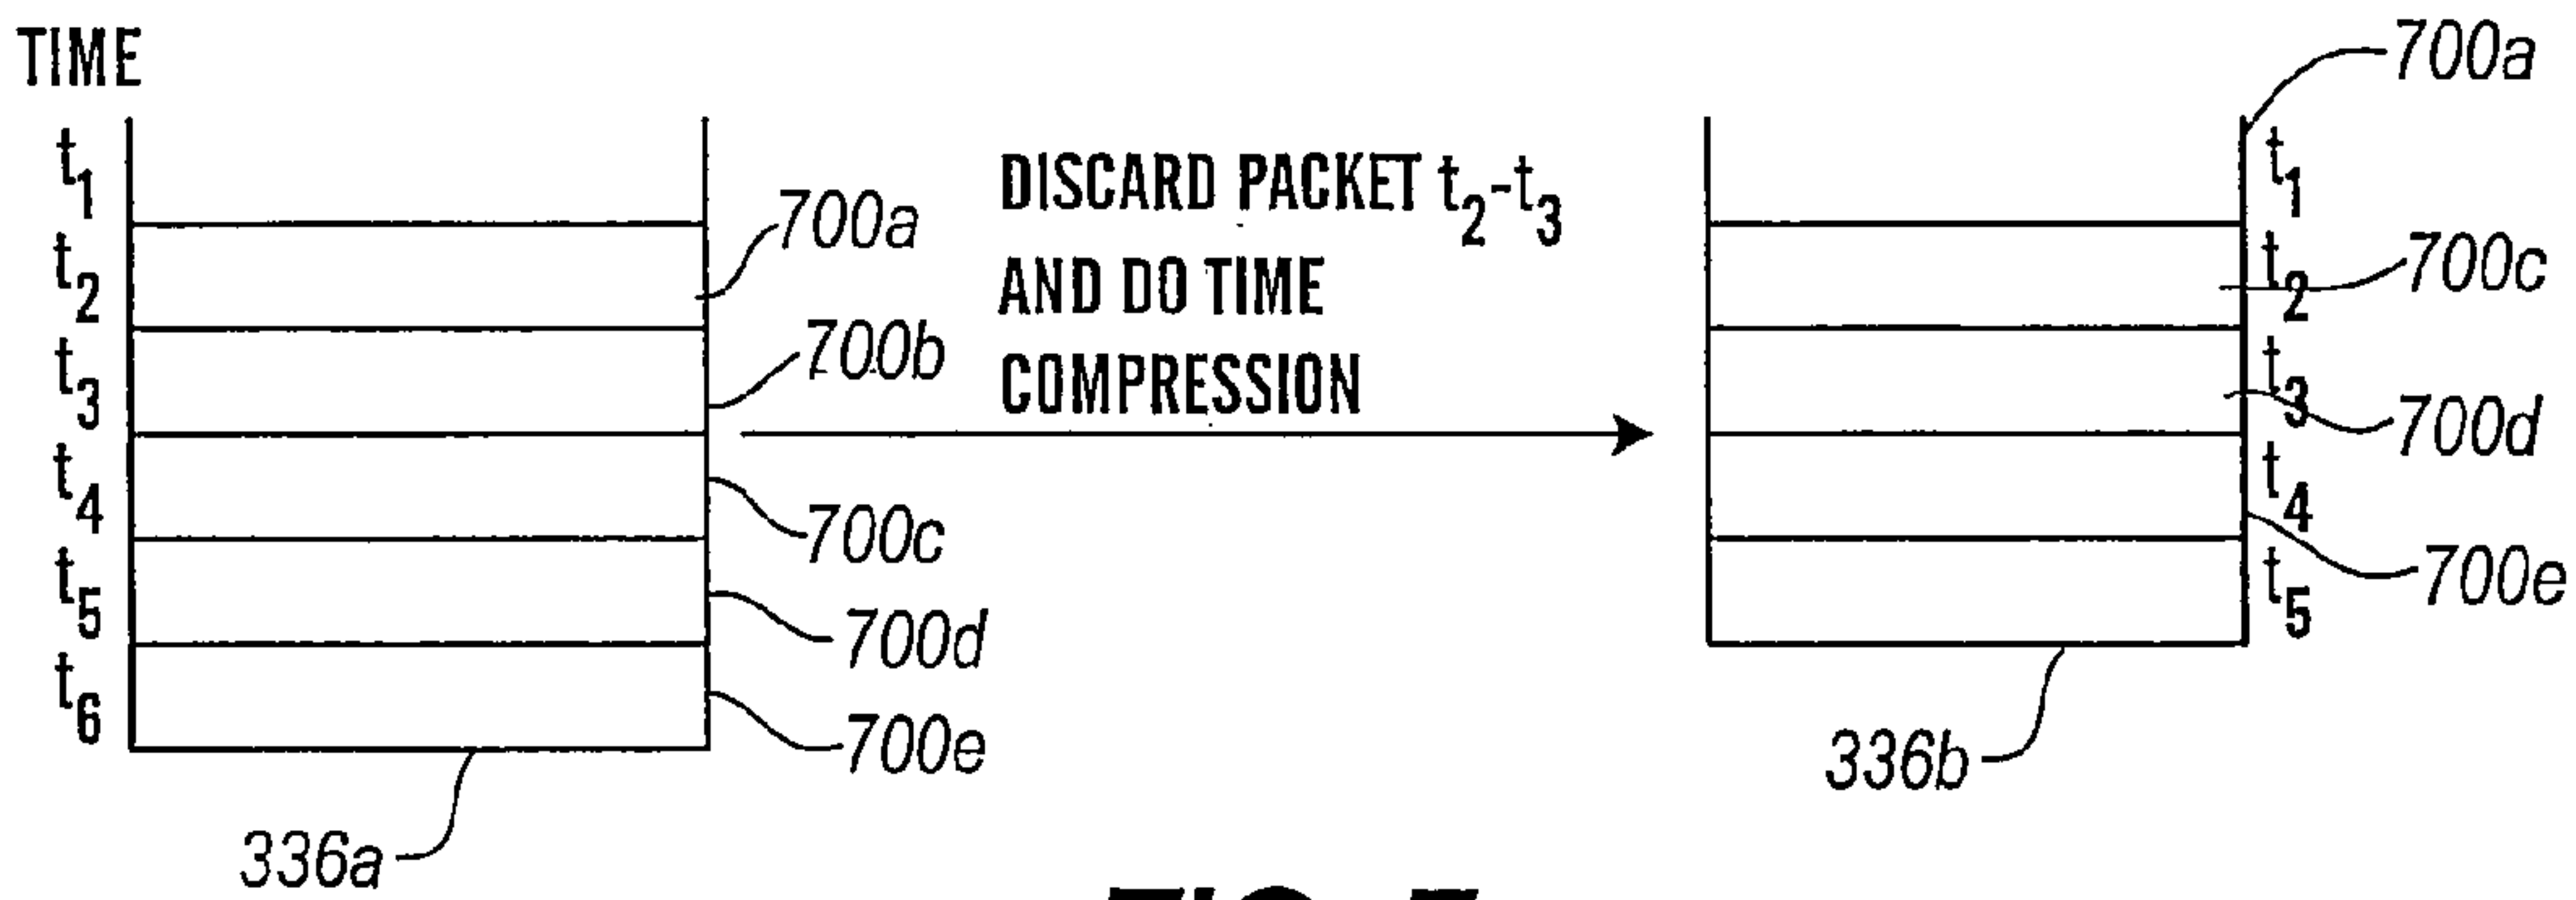 TIME
t1
t2
t3
t4
t5
t6
700a
700b
700c
700d
700e
336a
DISCARD PACKET t2-t3
AND DO TIME
COMPRESSION
700a
t1
t2
700c
t3
700d
t4
700e
t5
336b